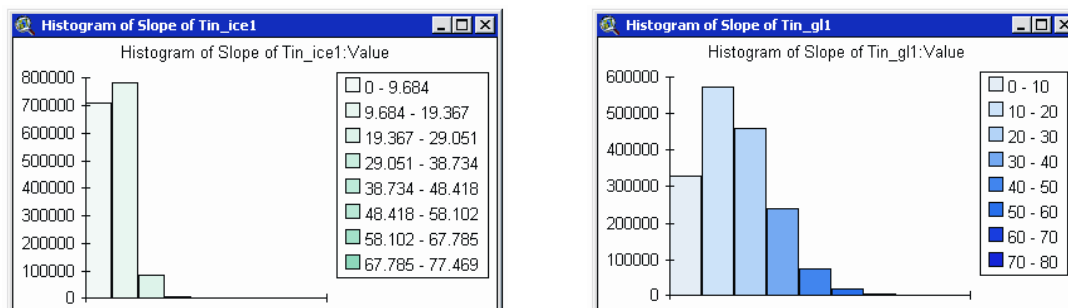 Histogram of Slope of Tin_ice1
Histogram of Slope of Tin_ice1:Value
800000
700000
600000
500000
400000
300000
200000
100000
0
0 - 9.684
9.684 - 19.367
19.367 - 29.051
29.051 - 38.734
38.734 - 48.418
48.418 - 58.102
58.102 - 67.785
67.785 - 77.469
Histogram of Slope of Tin_gl1
Histogram of Slope of Tin_gl1:Value
600000
500000
400000
300000
200000
100000
0
0 - 10
10 - 20
20 - 30
30 - 40
40 - 50
50 - 60
60 - 70
70 - 80